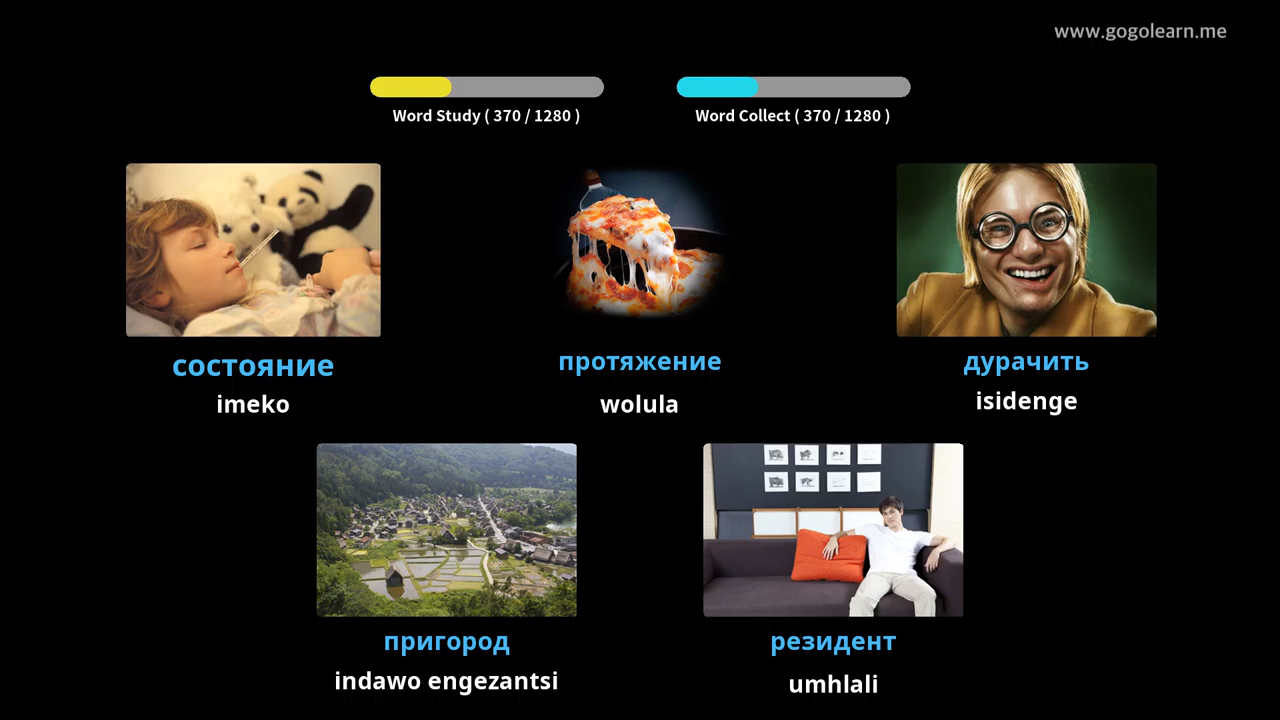 www.gogolearn.me
Word Study ( 370 / 1280 )
Word Collect ( 370 / 1280 )
состояние
imeko
протяжение
wolula
дурачить
isidenge
пригород
indawo engezantsi
резидент
umhlali